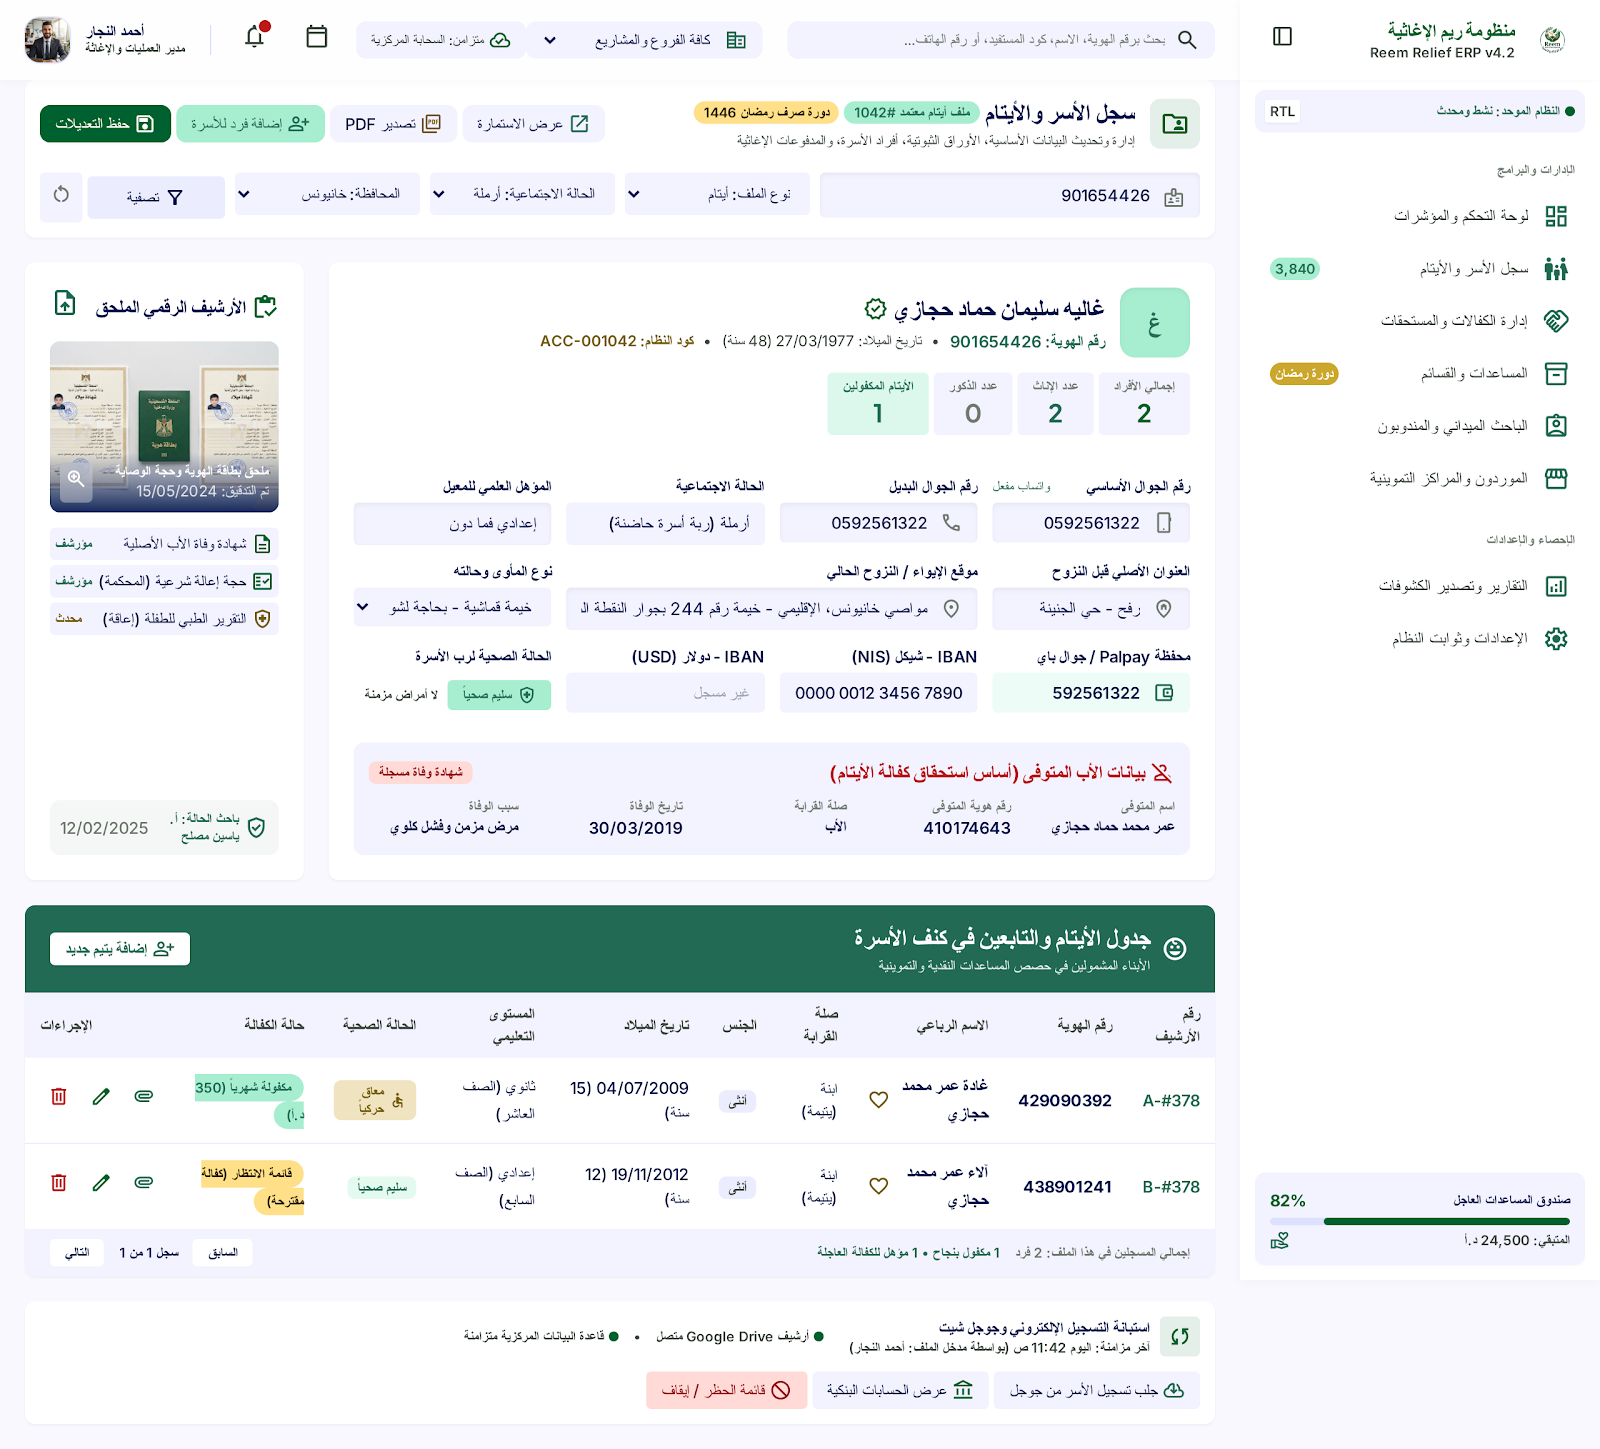 منظومة ريم الإغاثية
Reem Relief ERP v4.2
النظام الموحد: نشط ومحدث
RTL
الإدارات والبرامج
لوحة التحكم والمؤشرات
سجل الأسر والأيتام
3,840
إدارة الكفالات والمستحقات
المساعدات والقسائم
دورة رمضان
الباحث الميداني والمندوبون
الموردون والمراكز التموينية
الإحصاء والإعدادات
التقارير وتصدير الكشوفات
الإعدادات وثوابت النظام
صندوق المساعدات العاجل
82%
المتبقي: 24,500 د.أ
بحث برقم الهوية، الاسم، كود المستفيد، أو رقم الهاتف...
كافة الفروع والمشاريع
متزامن: السحابة المركزية
أحمد النجار
مدير العمليات والإغاثة
سجل الأسر والأيتام
ملف أيتام معتمد #1042
دورة صرف رمضان 1446
إدارة وتحديث البيانات الأساسية، الأوراق الثبوتية، أفراد الأسرة، والمدفوعات الإغاثية
عرض الاستمارة
تصدير PDF
إضافة فرد للأسرة
حفظ التعديلات
901654426
نوع الملف: أيتام
الحالة الاجتماعية: أرملة
المحافظة: خانيونس
تصفية
غ
غاليه سليمان حماد حجازي
رقم الهوية: 901654426 • تاريخ الميلاد: 27/03/1977 (48 سنة) • كود النظام: ACC-001042
إجمالي الأفراد
2
عدد الإناث
2
عدد الذكور
0
الأيتام المكفولين
1
رقم الجوال الأساسي
واتساب مفعل
0592561322
رقم الجوال البديل
0592561322
الحالة الاجتماعية
أرملة (ربة أسرة حاضنة)
المؤهل العلمي للمعيل
إعدادي فما دون
العنوان الأصلي قبل النزوح
رفح - حي الجنينة
موقع الإيواء / النزوح الحالي
مواصي خانيونس، الإقليمي - خيمة رقم 244 بجوار النقطة ال
نوع المأوى وحالته
خيمة قماشية - بحاجة لشو
محفظة Palpay / جوال باي
592561322
IBAN - شيكل (NIS)
0000 0012 3456 7890
IBAN - دولار (USD)
غير مسجل
الحالة الصحية لرب الأسرة
سليم صحياً
لا أمراض مزمنة
بيانات الأب المتوفى (أساس استحقاق كفالة الأيتام)
شهادة وفاة مسجلة
اسم المتوفى
عمر محمد حماد حجازي
رقم هوية المتوفى
410174643
صلة القرابة
الأب
تاريخ الوفاة
30/03/2019
سبب الوفاة
مرض مزمن وفشل كلوي
الأرشيف الرقمي الملحق
ملحق بطاقة الهوية وحجة الوصاية
تم التدقيق: 15/05/2024
شهادة وفاة الأب الأصلية
مؤرشف
حجة إعالة شرعية (المحكمة)
مؤرشف
التقرير الطبي للطفلة (إعاقة)
محدث
باحث الحالة: أ.
ياسين مصلح
12/02/2025
جدول الأيتام والتابعين في كنف الأسرة
الأبناء المشمولين في حصص المساعدات النقدية والتموينية
إضافة يتيم جديد
رقم الأرشيف
رقم الهوية
الاسم الرباعي
صلة القرابة
الجنس
تاريخ الميلاد
المستوى التعليمي
الحالة الصحية
حالة الكفالة
الإجراءات
A-#378
429090392
غادة عمر محمد حجازي
ابنة (يتيمة)
أنثى
04/07/2009 (15 سنة)
ثانوي (الصف العاشر)
معاق حركياً
مكفولة شهرياً (350 د.أ)
B-#378
438901241
آلاء عمر محمد حجازي
ابنة (يتيمة)
أنثى
19/11/2012 (12 سنة)
إعدادي (الصف السابع)
سليم صحياً
قائمة الانتظار (كفالة مقترحة)
إجمالي المسجلين في هذا الملف: 2 فرد
1 مكفول بنجاح • 1 مؤهل للكفالة العاجلة
السابق
سجل 1 من 1
التالي
استبانة التسجيل الإلكتروني وجوجل شيت
آخر مزامنة: اليوم 11:42 ص (بواسطة مدخل الملف: أحمد النجار)
أرشيف Google Drive متصل
•
قاعدة البيانات المركزية متزامنة
جلب تسجيل الأسر من جوجل
عرض الحسابات البنكية
قائمة الحظر / إيقاف